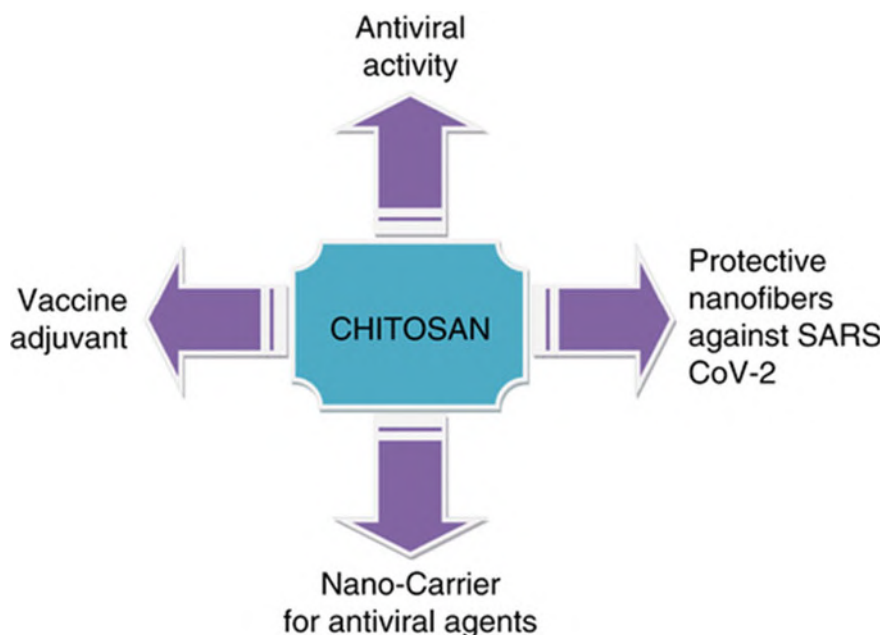 Antiviral
activity
Vaccine
adjuvant
CHITOSAN
Protective
nanofibers
against SARS
CoV-2
Nano-Carrier
for antiviral agents